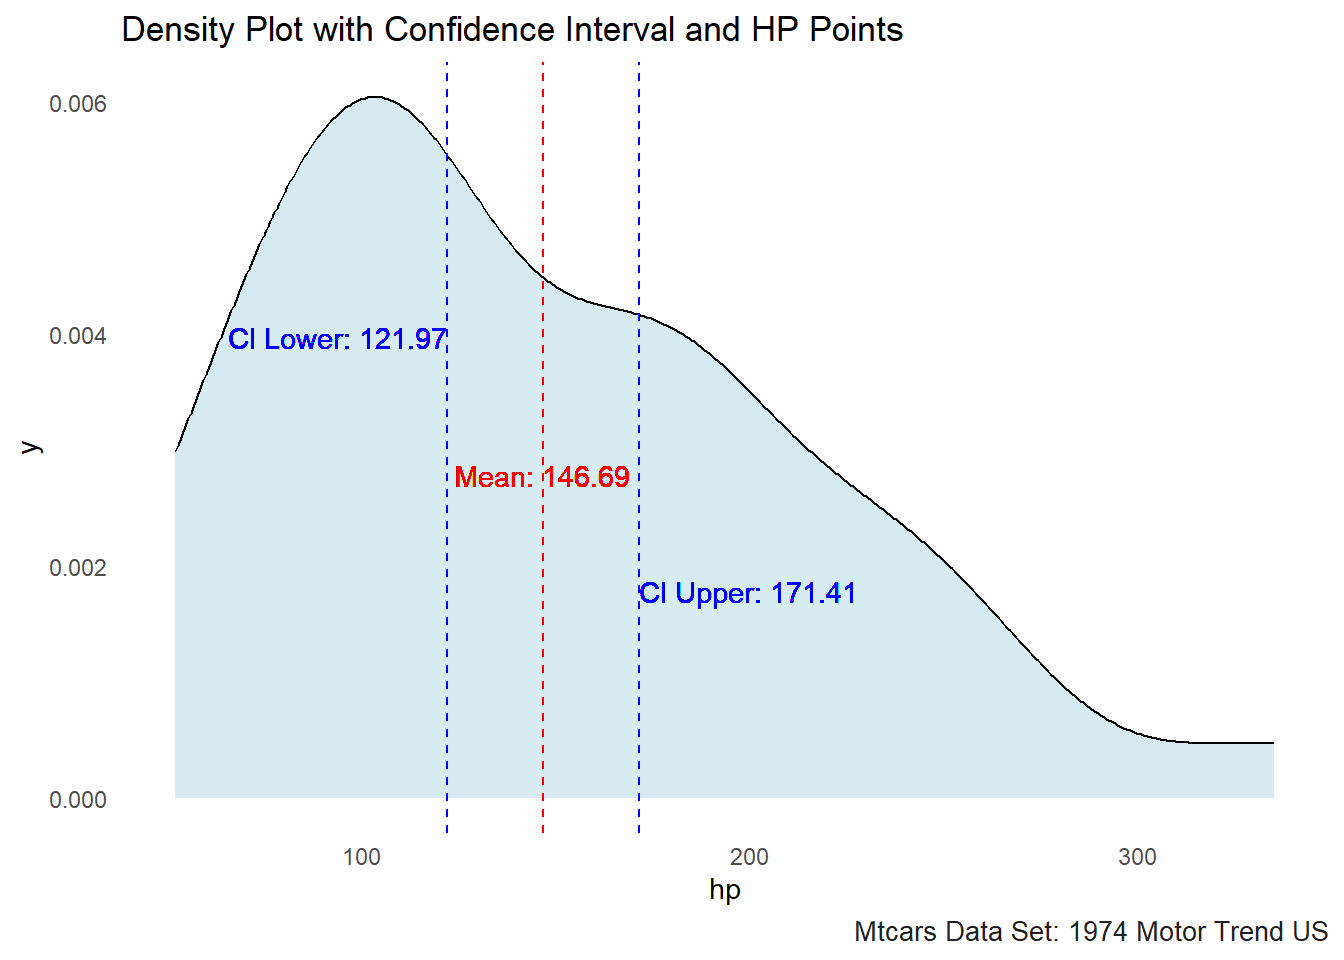 Density Plot with Confidence Interval and HP Points
0.006
0.004
0.002
0.000
y
CI Lower: 121.97
Mean: 146.69
CI Upper: 171.41
100
200
300
hp
Mtcars Data Set: 1974 Motor Trend US